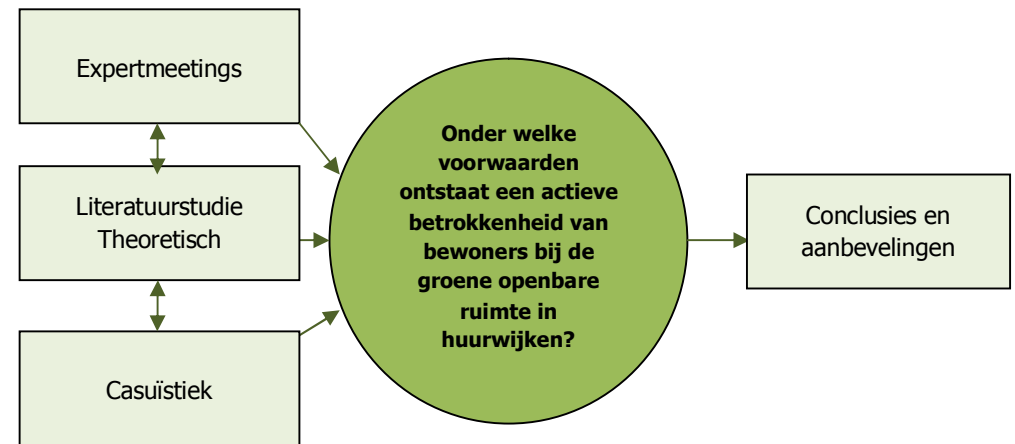 Expertmeetings
Literatuurstudie
Theoretisch
Casuïstiek
Onder welke
voorwaarden
ontstaat een actieve
betrokkenheid van
bewoners bij de
groene openbare
ruimte in
huurwijken?
Conclusies en
aanbevelingen